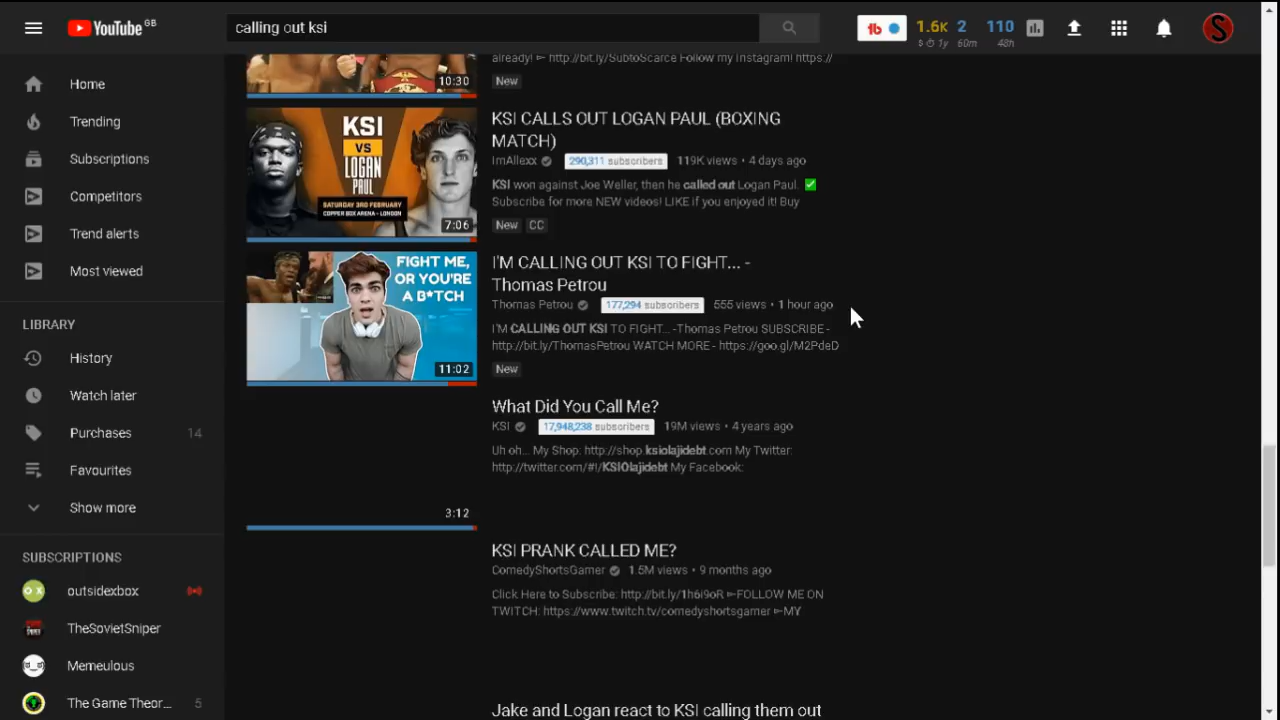 YouTube GB
calling out ksi
1.6K 2 110
$ 1y 60m 48h
Home
Trending
Subscriptions
Competitors
Trend alerts
Most viewed
LIBRARY
History
Watch later
Purchases 14
Favourites
Show more
SUBSCRIPTIONS
outsidexbox
TheSovietSniper
Memeulous
The Game Theor... 5
10:30
already! ► http://bit.ly/SubtoScarce Follow my Instagram! https://
New
KSI
VS
LOGAN
PAUL
SATURDAY 3RD FEBRUARY
COPPER BOX ARENA - LONDON
7:06
KSI CALLS OUT LOGAN PAUL (BOXING
MATCH)
ImAllexx 290,311 subscribers 119K views • 4 days ago
KSI won against Joe Weller, then he called out Logan Paul. ✅
Subscribe for more NEW videos! LIKE if you enjoyed it! Buy
New CC
FIGHT ME,
OR YOU'RE
A B*TCH
11:02
I'M CALLING OUT KSI TO FIGHT... -
Thomas Petrou
Thomas Petrou 177,294 subscribers 555 views • 1 hour ago
I'M CALLING OUT KSI TO FIGHT... -Thomas Petrou SUBSCRIBE -
http://bit.ly/ThomasPetrou WATCH MORE - https://goo.gl/M2PdeD
New
What Did You Call Me?
KSI 17,948,238 subscribers 19M views • 4 years ago
Uh oh... My Shop: http://shop.ksiolajidebt.com My Twitter:
http://twitter.com/#!/KSIOlajidebt My Facebook:
3:12
KSI PRANK CALLED ME?
ComedyShortsGamer 1.5M views • 9 months ago
Click Here to Subscribe: http://bit.ly/1h6i9oR ►FOLLOW ME ON
TWITCH: https://www.twitch.tv/comedyshortsgamer ►MY
Jake and Logan react to KSI calling them out